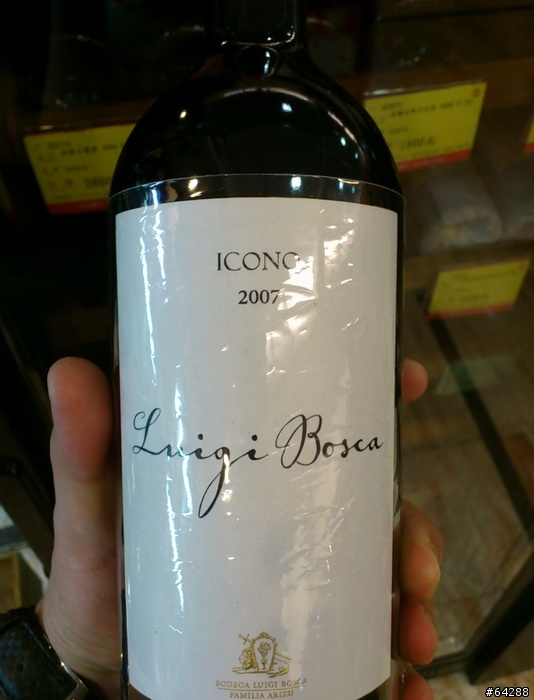 ICONO
2007
Luigi Bosca
BODEGA LUIGI BOSCA
FAMILIA ARIZU
#64288